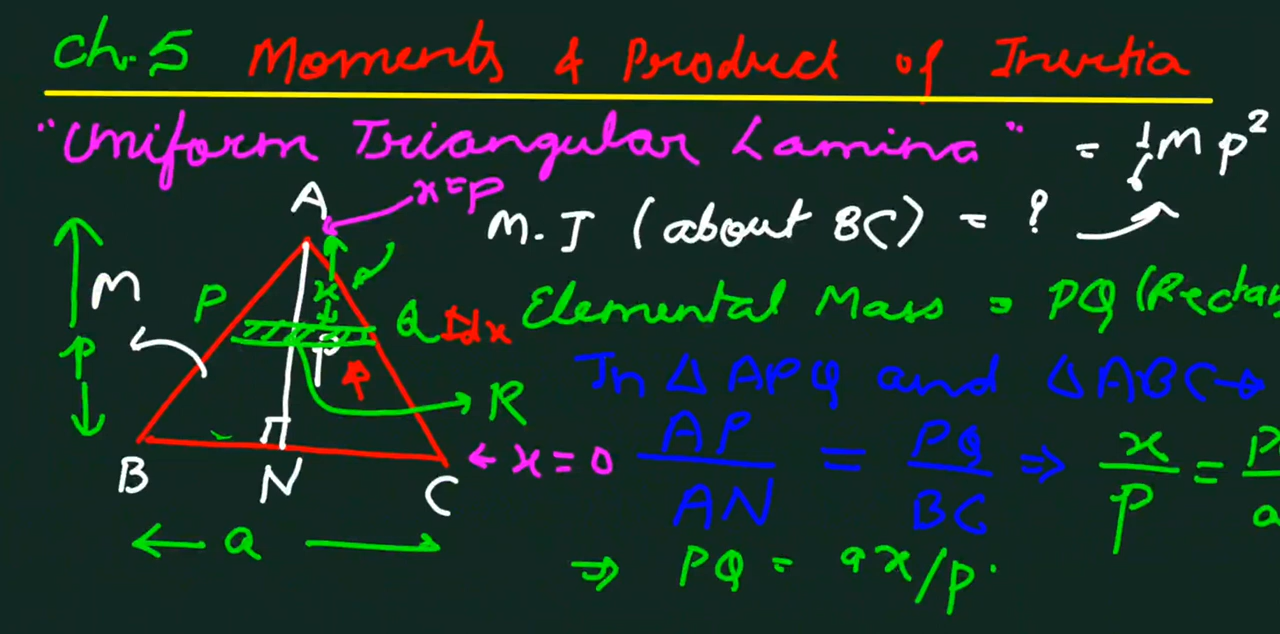 ch. 5 Moments & Product of Inertia
"Uniform Triangular Lamina" = 1/6 M p²
A
x=p
M.I (about BC) = ?
M
P
x
Q
dx
Elemental Mass = PQ (Rectan
p
In △ APQ and △ABC→
R
AP/AN = PQ/BC ⇒ x/p = P/a
B
N
C
← x = 0
← a →
⇒ PQ = ax/p.